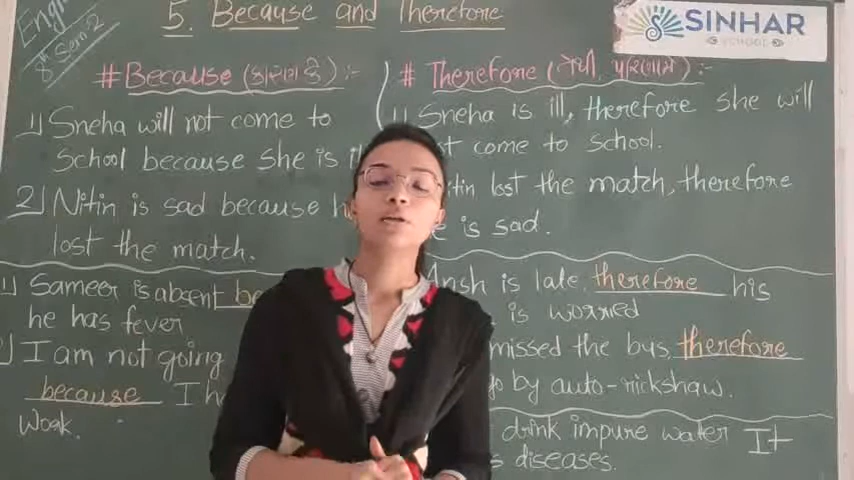 Eng
8th Sem 2
5. Because and Therefore
SINHAR
SCHOOL
# Because (કારણ કે) :-
1) Sneha will not come to
School because she is
2) Nitin is sad because
lost the match.
1) Sameer is absent
he has fever
I am not going
because I
Work.
# Therefore (તેથી, પરિણામે) :-
1) Sneha is ill, therefore she will
come to school.
lost the match, therefore
is sad.
Ansh is late, therefore his
is worried
missed the bus, therefore
go by auto-rickshaw.
drink impure water It
diseases.